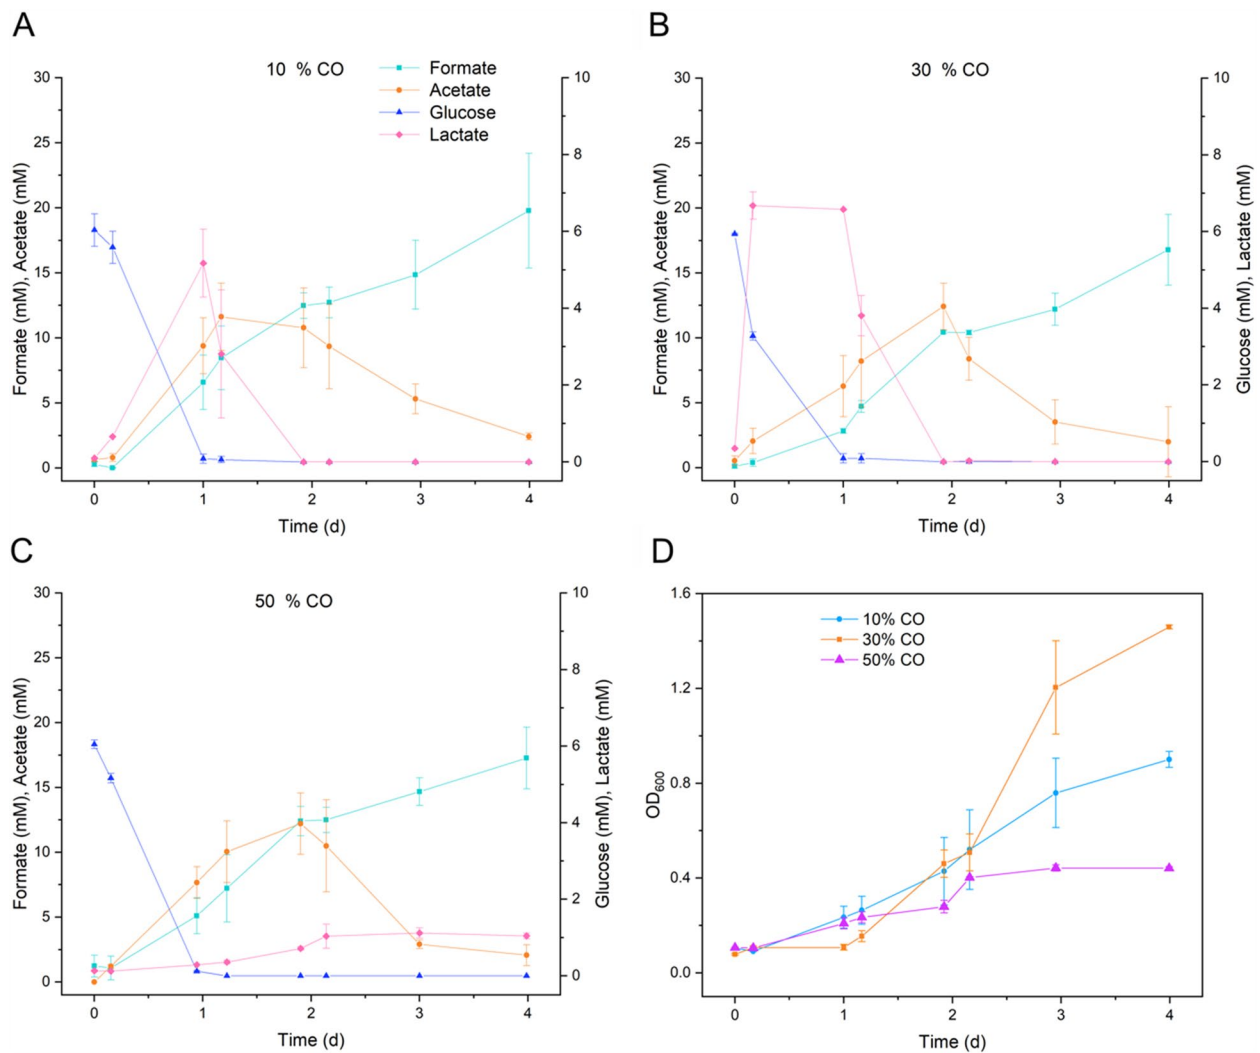 A
10 % CO
Formate
Acetate
Glucose
Lactate
30
25
20
15
10
5
0
10
8
6
4
2
0
0 1 2 3 4
Time (d)
Formate (mM), Acetate (mM)
B
30 % CO
30
25
20
15
10
5
0
10
8
6
4
2
0
0 1 2 3 4
Time (d)
Formate (mM), Acetate (mM)
Glucose (mM), Lactate (mM)
C
50 % CO
30
25
20
15
10
5
0
10
8
6
4
2
0
0 1 2 3 4
Time (d)
Formate (mM), Acetate (mM)
Glucose (mM), Lactate (mM)
D
10% CO
30% CO
50% CO
1.6
1.2
0.8
0.4
0.0
0 1 2 3 4
Time (d)
OD600